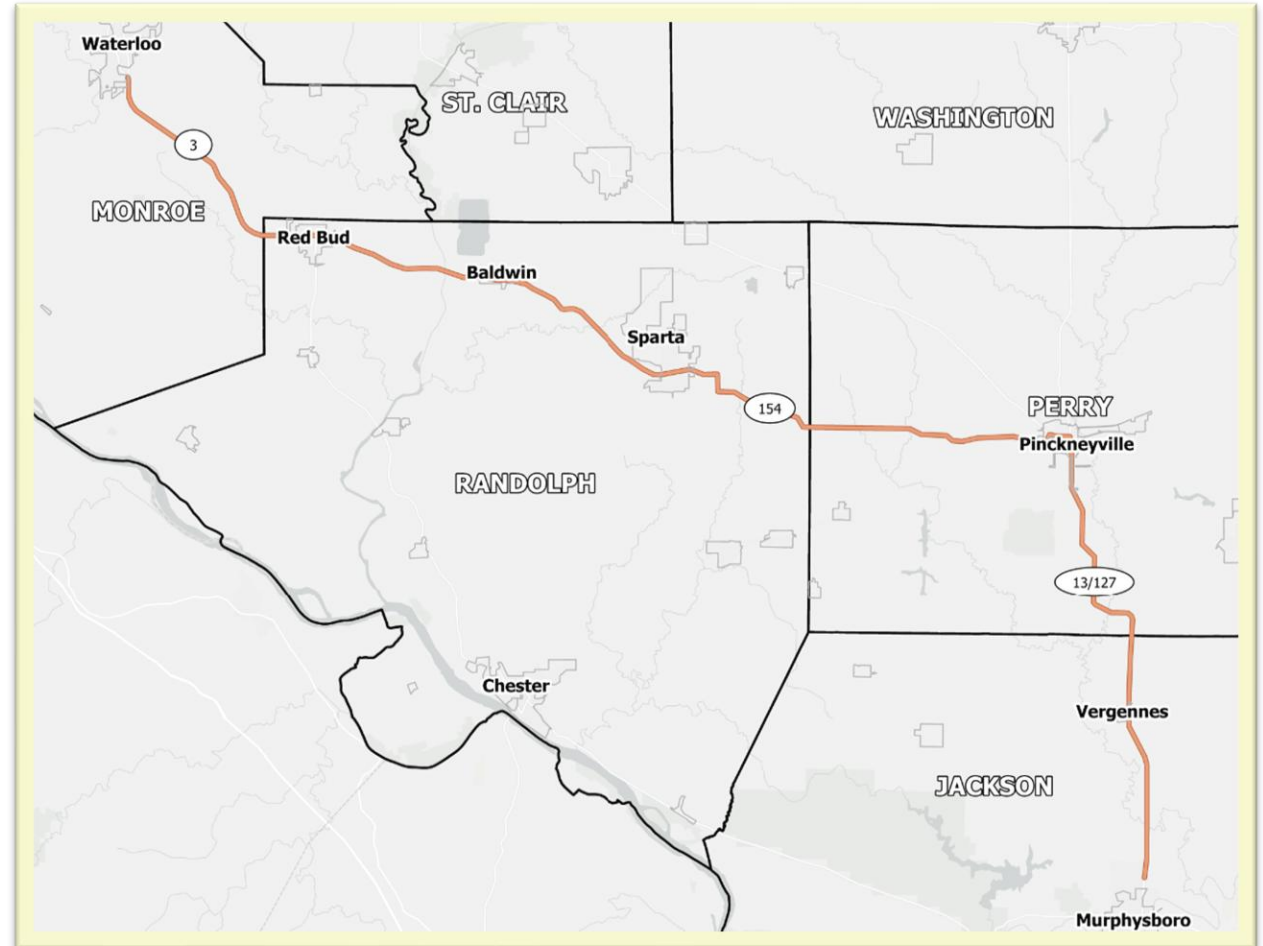 Waterloo
ST. CLAIR
WASHINGTON
3
MONROE
Red Bud
Baldwin
Sparta
154
PERRY
Pinckneyville
RANDOLPH
13/127
Chester
Vergennes
JACKSON
Murphysboro